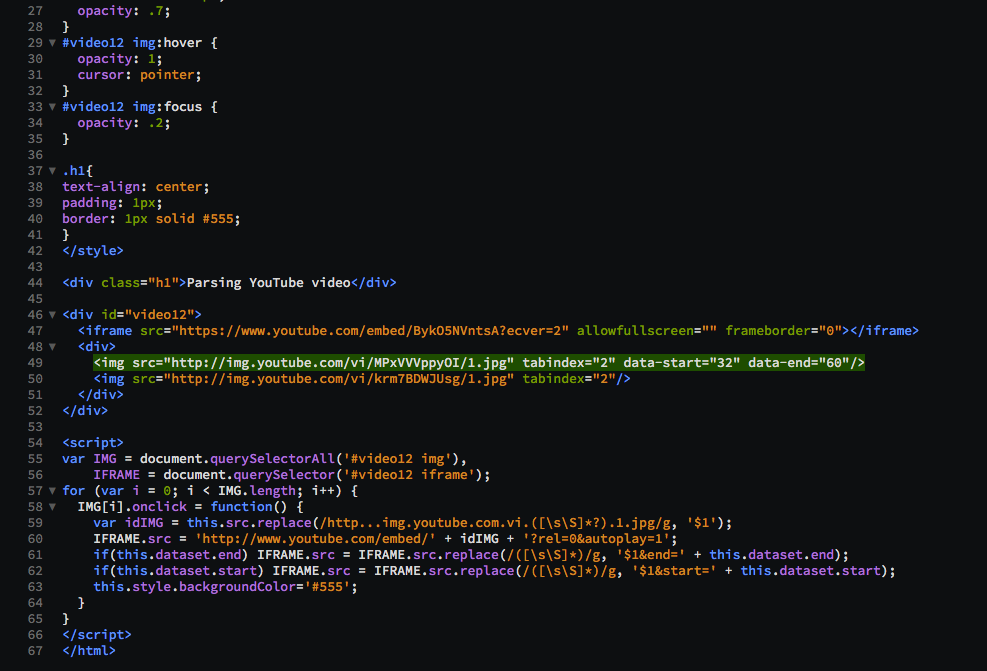 27 opacity: .7;
28 }
29 #video12 img:hover {
30 opacity: 1;
31 cursor: pointer;
32 }
33 #video12 img:focus {
34 opacity: .2;
35 }
36
37 .h1{
38 text-align: center;
39 padding: 1px;
40 border: 1px solid #555;
41 }
42 </style>
43
44 <div class="h1">Parsing YouTube video</div>
45
46 <div id="video12">
47 <iframe src="https://www.youtube.com/embed/BykO5NVntsA?ecver=2" allowfullscreen="" frameborder="0"></iframe>
48 <div>
49 <img src="http://img.youtube.com/vi/MPxVVVppyOI/1.jpg" tabindex="2" data-start="32" data-end="60"/>
50 <img src="http://img.youtube.com/vi/krm7BDWJUsg/1.jpg" tabindex="2"/>
51 </div>
52 </div>
53
54 <script>
55 var IMG = document.querySelectorAll('#video12 img'),
56 IFRAME = document.querySelector('#video12 iframe');
57 for (var i = 0; i < IMG.length; i++) {
58 IMG[i].onclick = function() {
59 var idIMG = this.src.replace(/http...img.youtube.com.vi.([\s\S]*?).1.jpg/g, '$1');
60 IFRAME.src = 'http://www.youtube.com/embed/' + idIMG + '?rel=0&autoplay=1';
61 if(this.dataset.end) IFRAME.src = IFRAME.src.replace(/([\s\S]*)/g, '$1&end=' + this.dataset.end);
62 if(this.dataset.start) IFRAME.src = IFRAME.src.replace(/([\s\S]*)/g, '$1&start=' + this.dataset.start);
63 this.style.backgroundColor='#555';
64 }
65 }
66 </script>
67 </html>